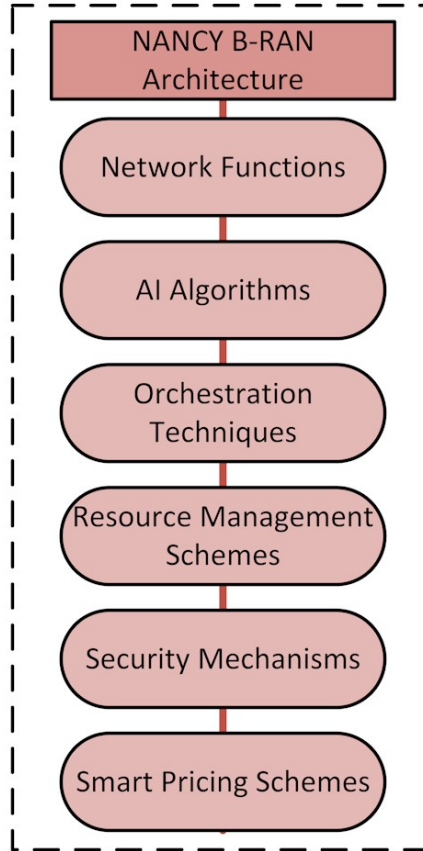 NANCY B-RAN
Architecture
Network Functions
AI Algorithms
Orchestration
Techniques
Resource Management
Schemes
Security Mechanisms
Smart Pricing Schemes